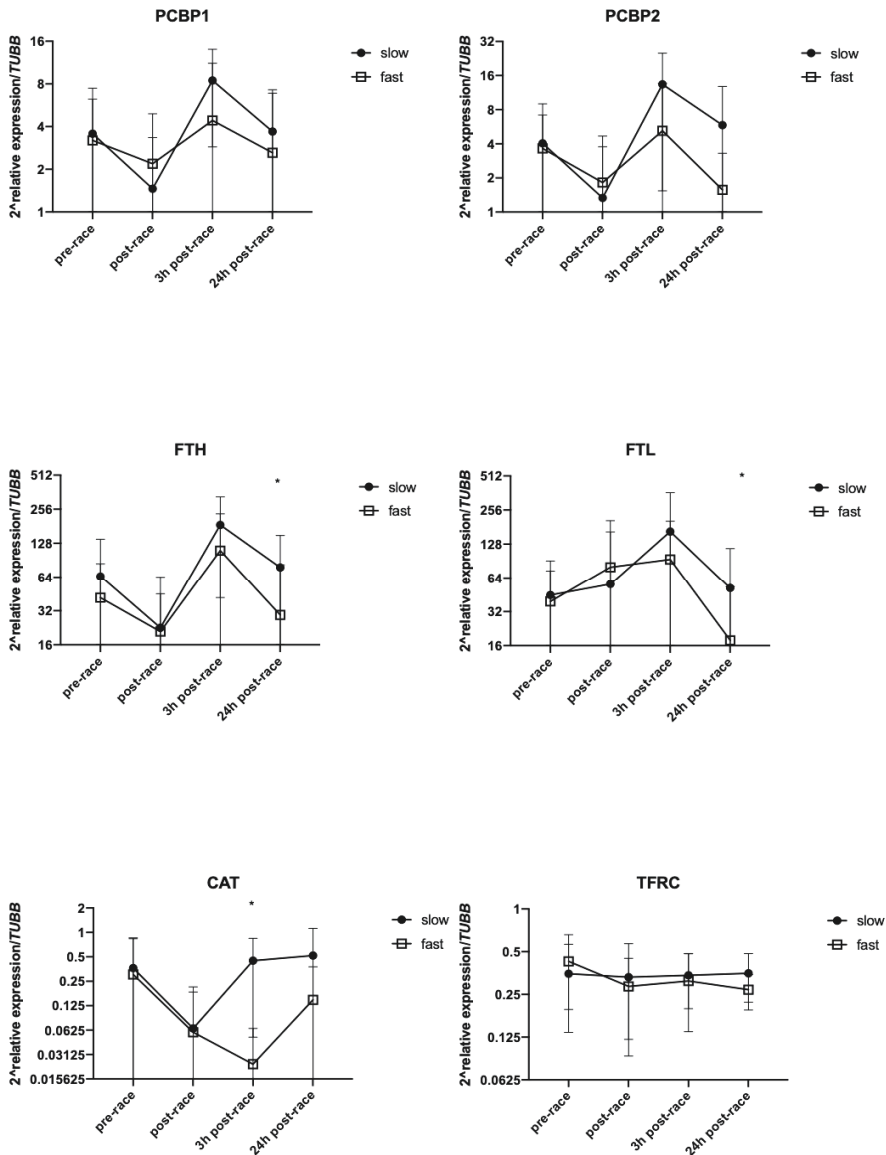 PCBP1
2^relative expression/TUBB
16
8
4
2
1
pre-race
post-race
3h post-race
24h post-race
slow
fast
PCBP2
2^relative expression/TUBB
32
16
8
4
2
1
pre-race
post-race
3h post-race
24h post-race
slow
fast
FTH
2^relative expression/TUBB
512
256
128
64
32
16
*
pre-race
post-race
3h post-race
24h post-race
slow
fast
FTL
2^relative expression/TUBB
512
256
128
64
32
16
*
pre-race
post-race
3h post-race
24h post-race
slow
fast
CAT
2^relative expression/TUBB
2
1
0.5
0.25
0.125
0.0625
0.03125
0.015625
*
pre-race
post-race
3h post-race
24h post-race
slow
fast
TFRC
2^relative expression/TUBB
1
0.5
0.25
0.125
0.0625
pre-race
post-race
3h post-race
24h post-race
slow
fast